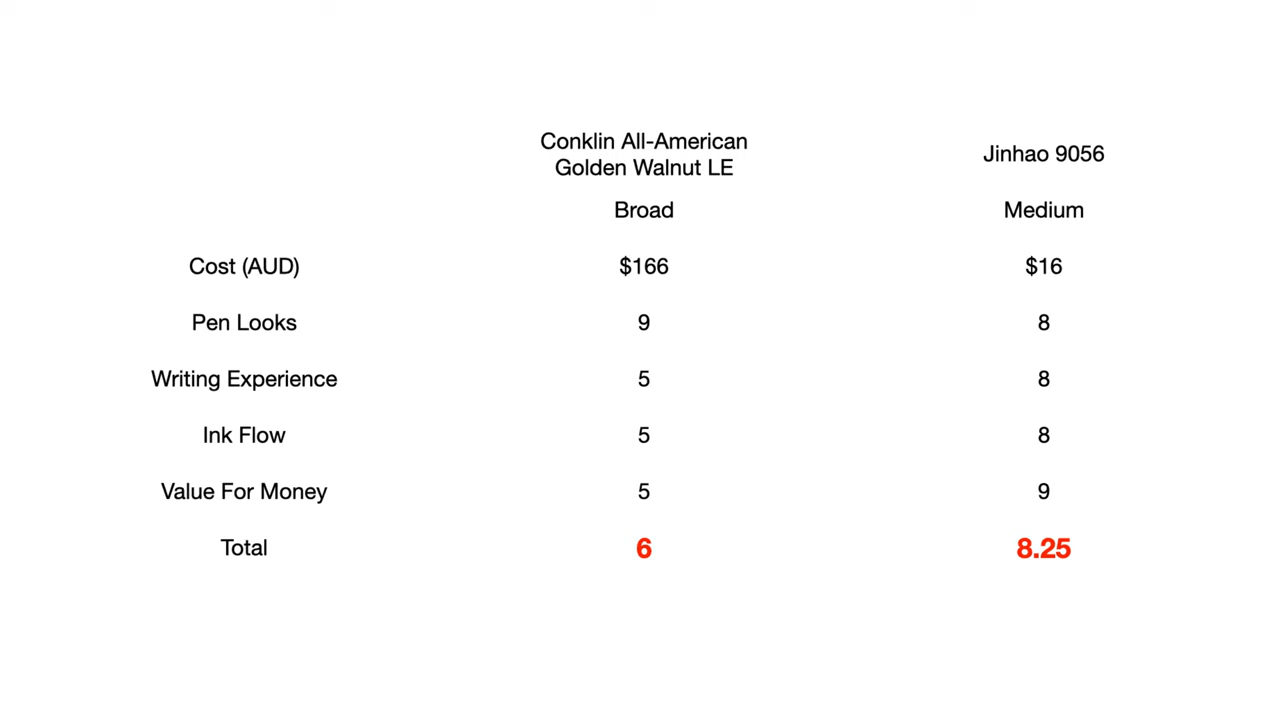 Conklin All-American
Golden Walnut LE
Jinhao 9056
Broad Medium
Cost (AUD) $166 $16
Pen Looks 9 8
Writing Experience 5 8
Ink Flow 5 8
Value For Money 5 9
Total 6 8.25